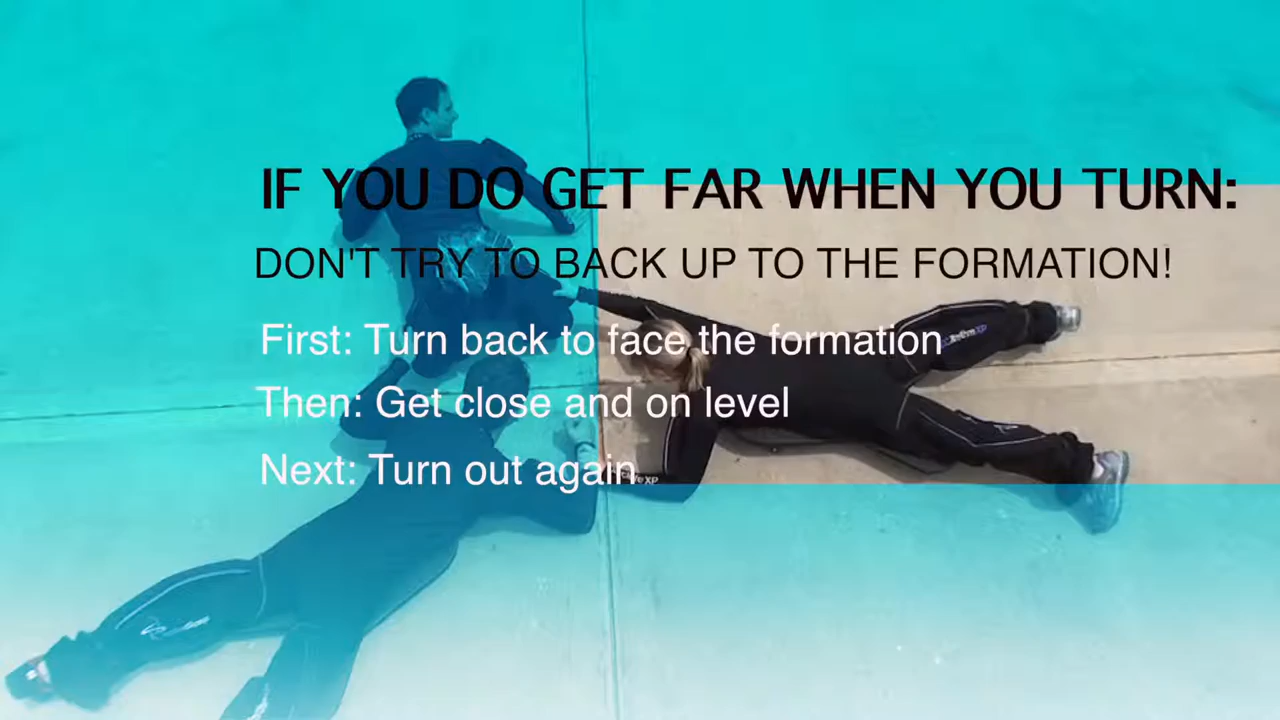 IF YOU DO GET FAR WHEN YOU TURN:
DON'T TRY TO BACK UP TO THE FORMATION!
First: Turn back to face the formation
Then: Get close and on level
Next: Turn out again